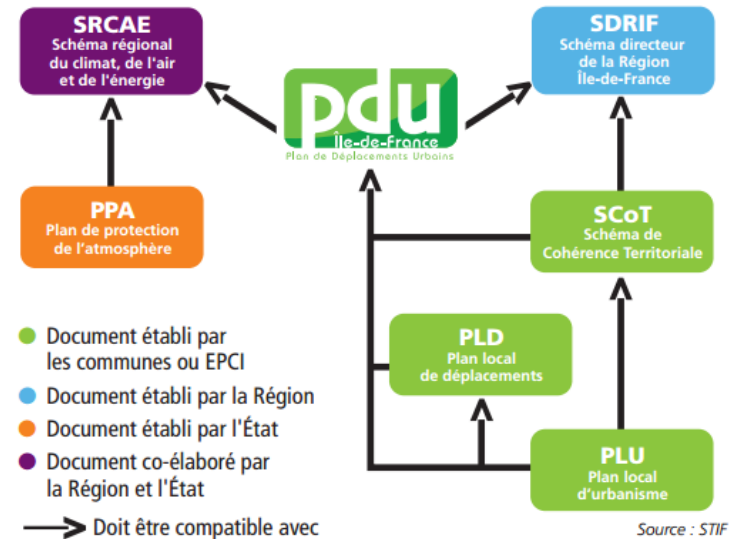 SRCAE
Schéma régional
du climat, de l'air
et de l'énergie
pdu
Île-de-France
Plan de Déplacements Urbains
SDRIF
Schéma directeur
de la Région
Île-de-France
PPA
Plan de protection
de l'atmosphère
SCoT
Schéma de
Cohérence Territoriale
PLD
Plan local
de déplacements
PLU
Plan local
d'urbanisme
Document établi par
les communes ou EPCI
Document établi par la Région
Document établi par l'État
Document co-élaboré par
la Région et l'État
Doit être compatible avec
Source : STIF